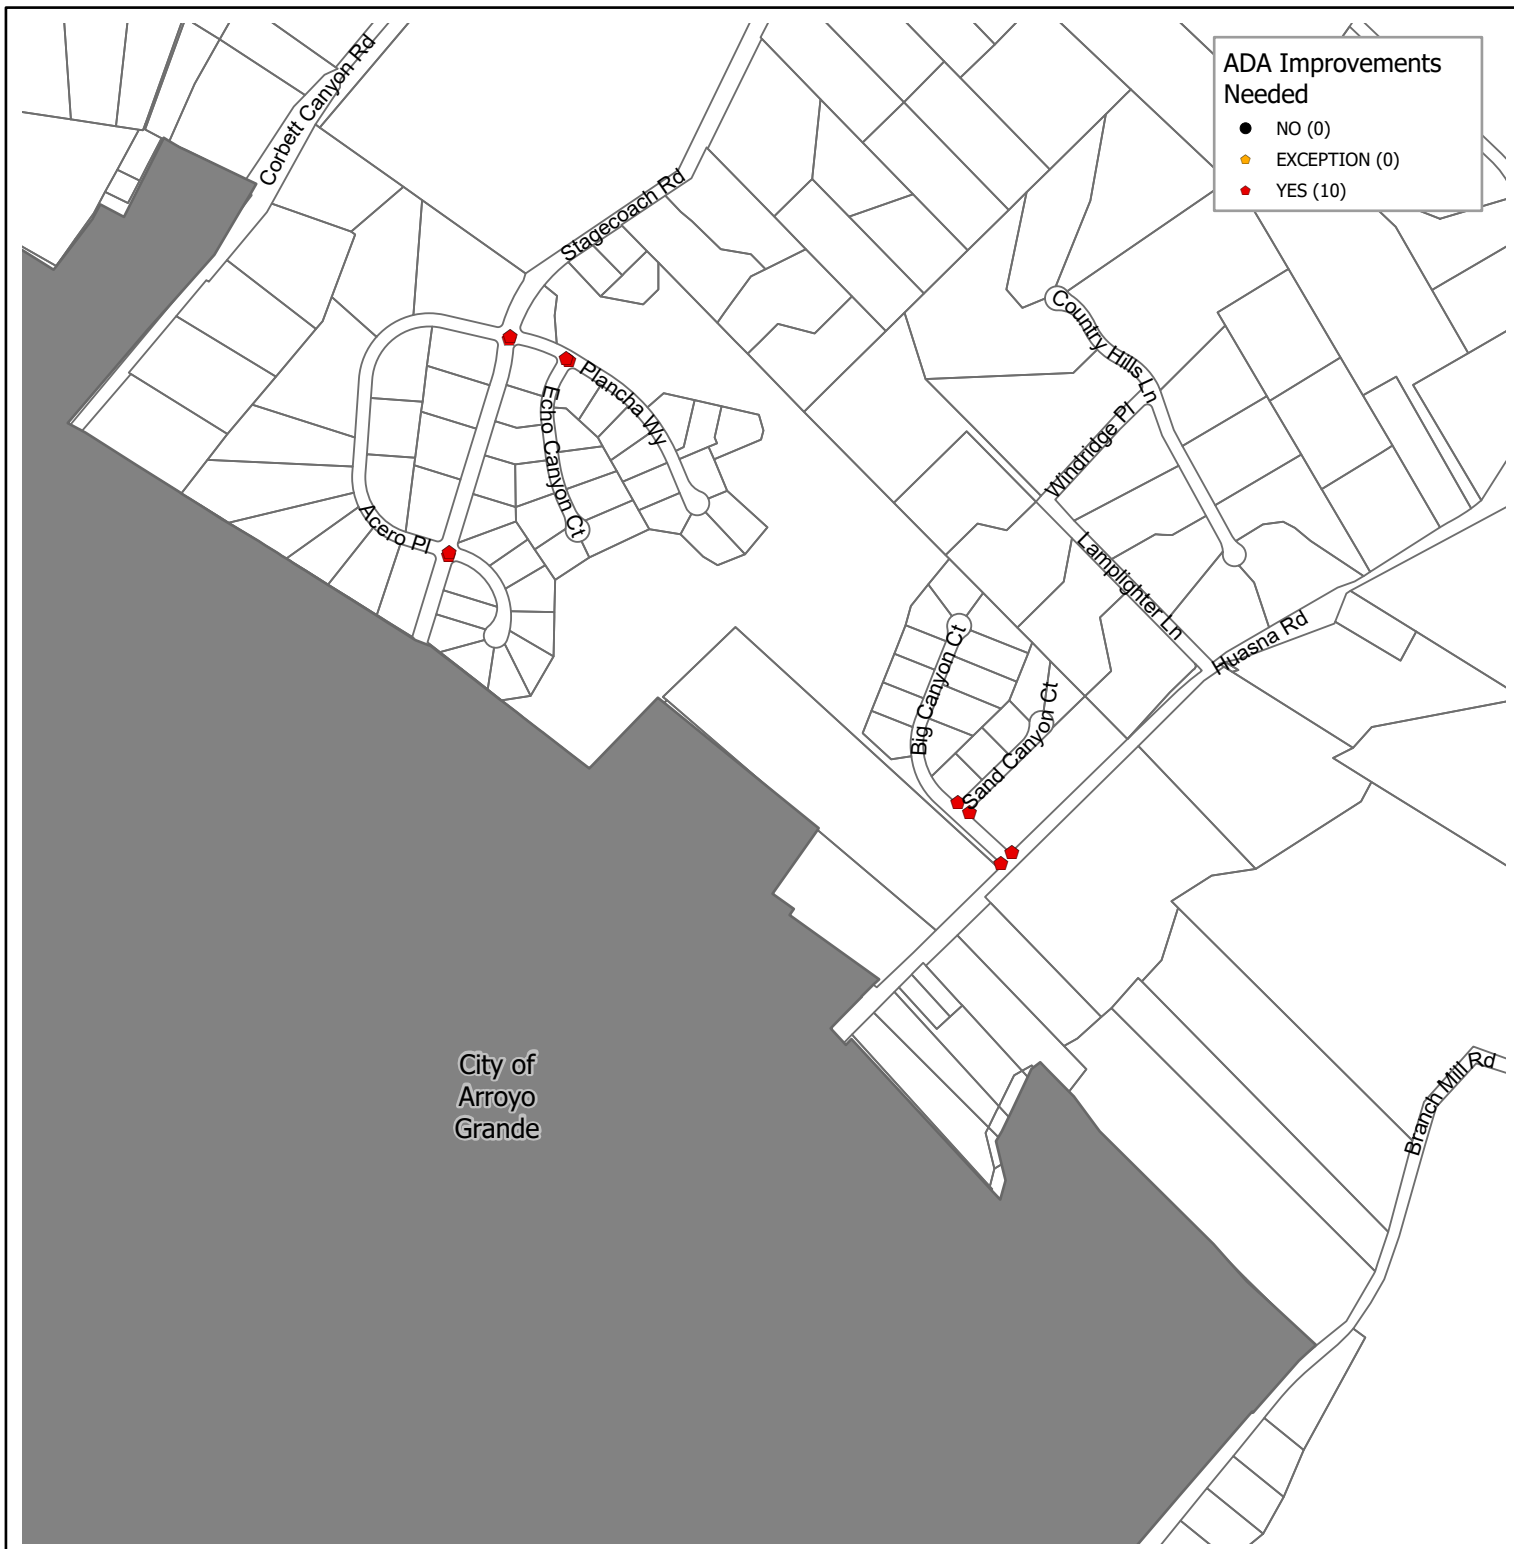 ADA Improvements
Needed
NO (0)
EXCEPTION (0)
YES (10)
Corbett Canyon Rd
Stagecoach Rd
Country Hills Ln
Plancha Wy
Echo Canyon Ct
Windridge Pl
Acero Pl
Lamplighter Ln
Huasna Rd
Big Canyon Ct
Sand Canyon Ct
City of
Arroyo
Grande
Branch Mill Rd